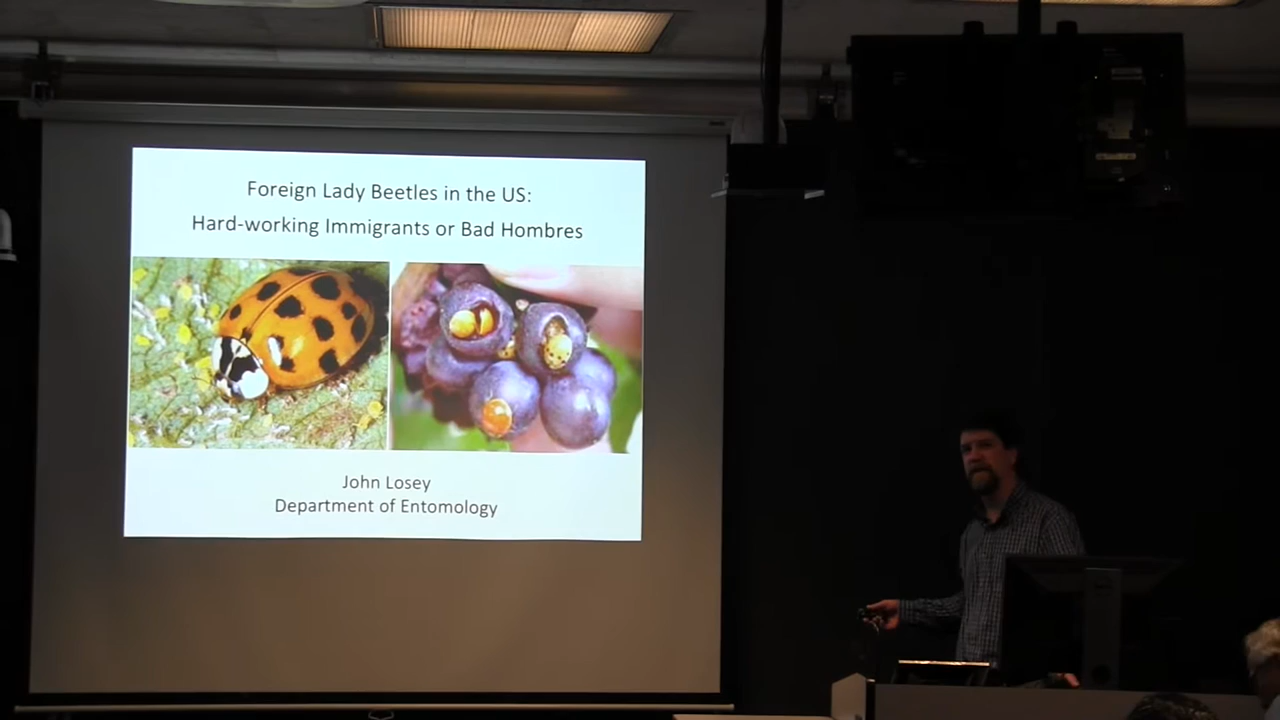 Foreign Lady Beetles in the US:
Hard-working Immigrants or Bad Hombres
John Losey
Department of Entomology